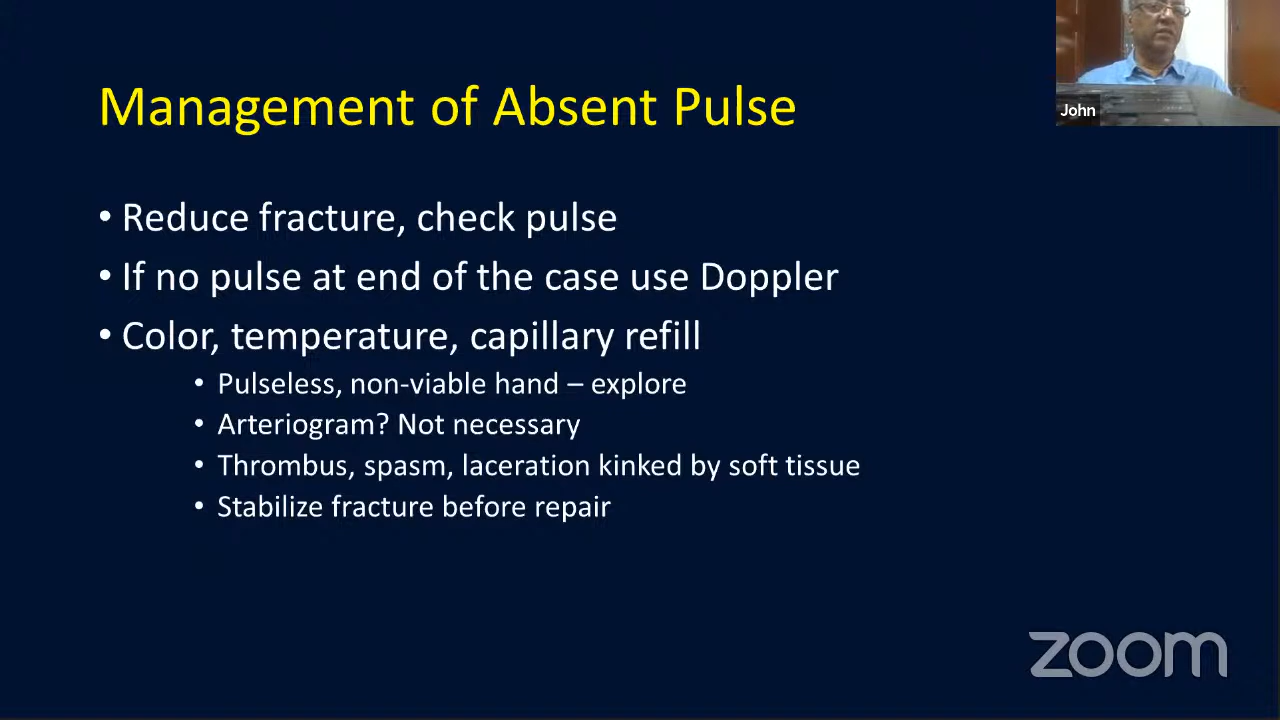 Management of Absent Pulse
John
• Reduce fracture, check pulse
• If no pulse at end of the case use Doppler
• Color, temperature, capillary refill
• Pulseless, non-viable hand – explore
• Arteriogram? Not necessary
• Thrombus, spasm, laceration kinked by soft tissue
• Stabilize fracture before repair
zoom